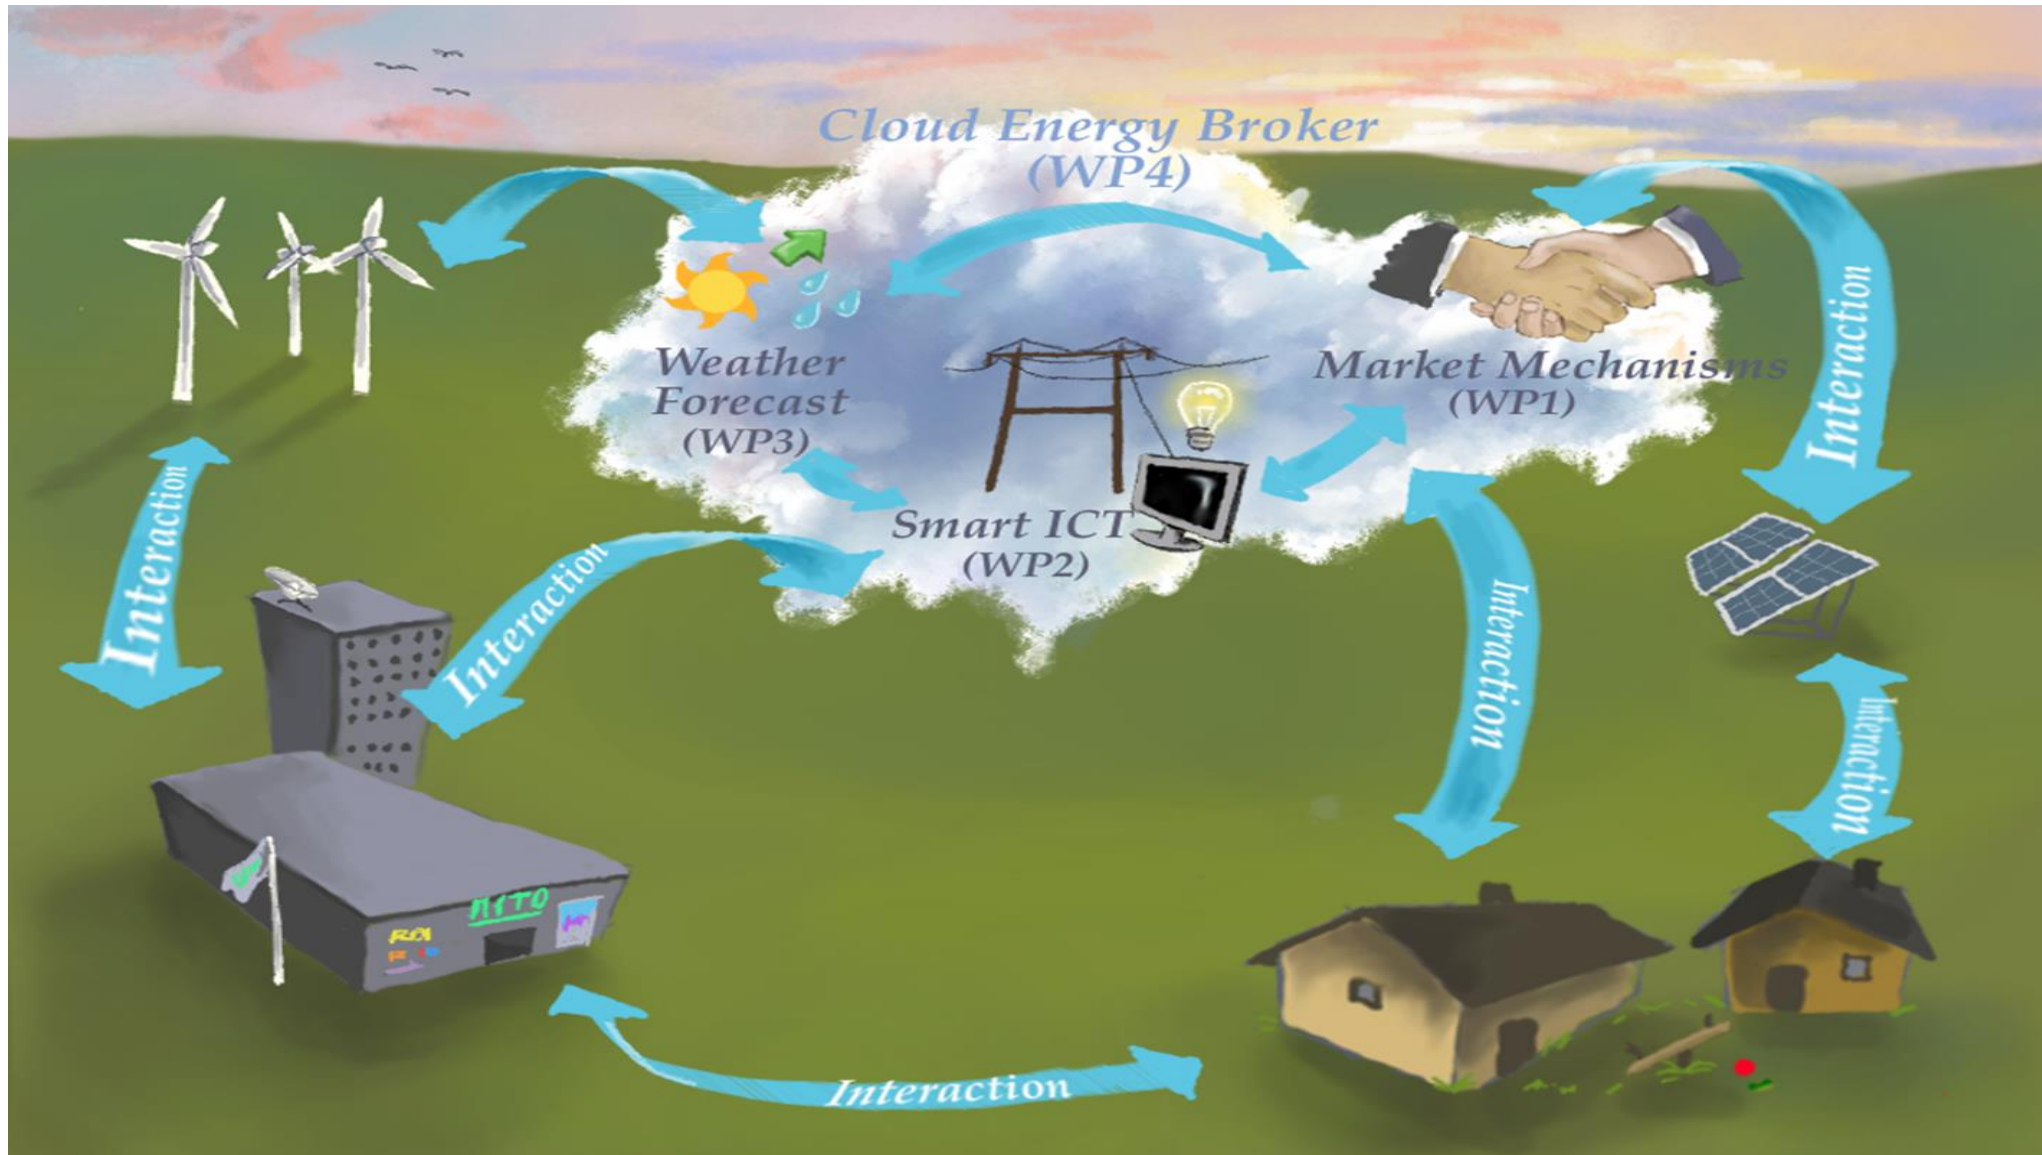 Cloud Energy Broker
(WP4)
Weather
Forecast
(WP3)
Market Mechanisms
(WP1)
Smart ICT
(WP2)
Interaction
Interaction
Interaction
Interaction
Interaction
Interaction